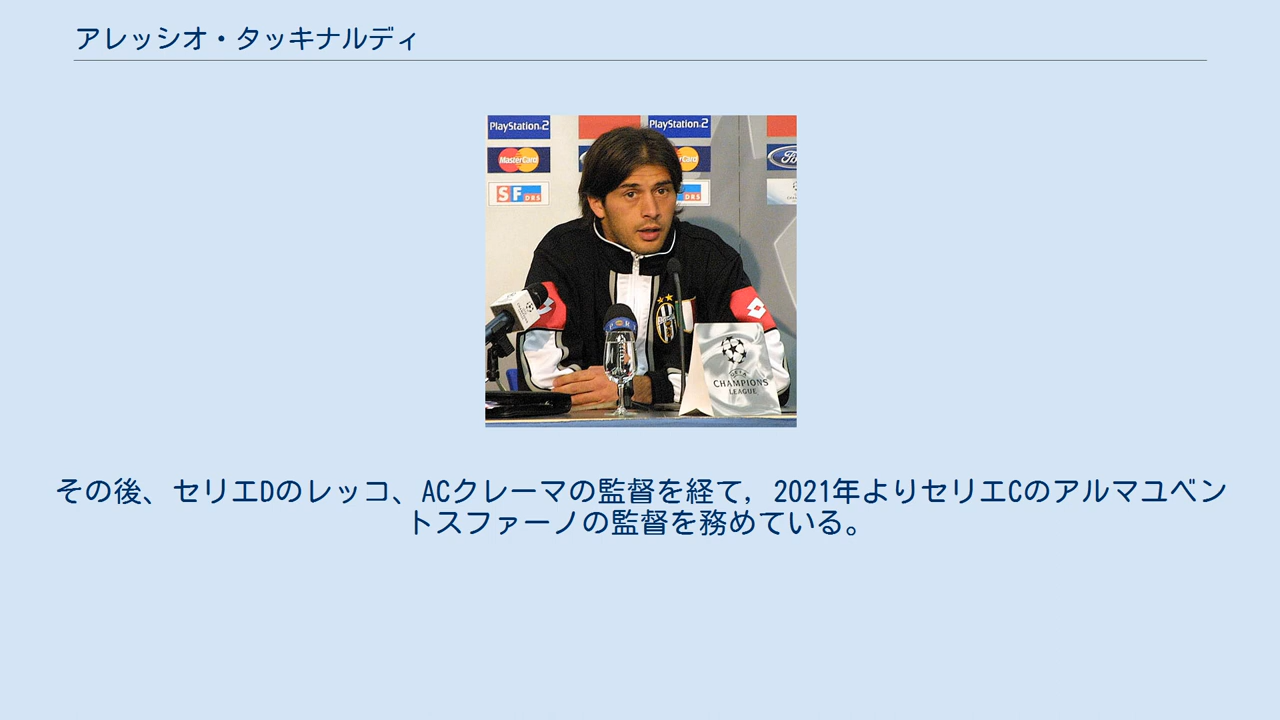 アレッシオ・タッキナルディ
PlayStation.2
PlayStation.2
MasterCard
SF DRS
DRS
Ford
UEFA
CHAMPIONS
LEAGUE
その後、セリエDのレッコ、ACクレーマの監督を経て, 2021年よりセリエCのアルマユベン
トスファーノの監督を務めている。